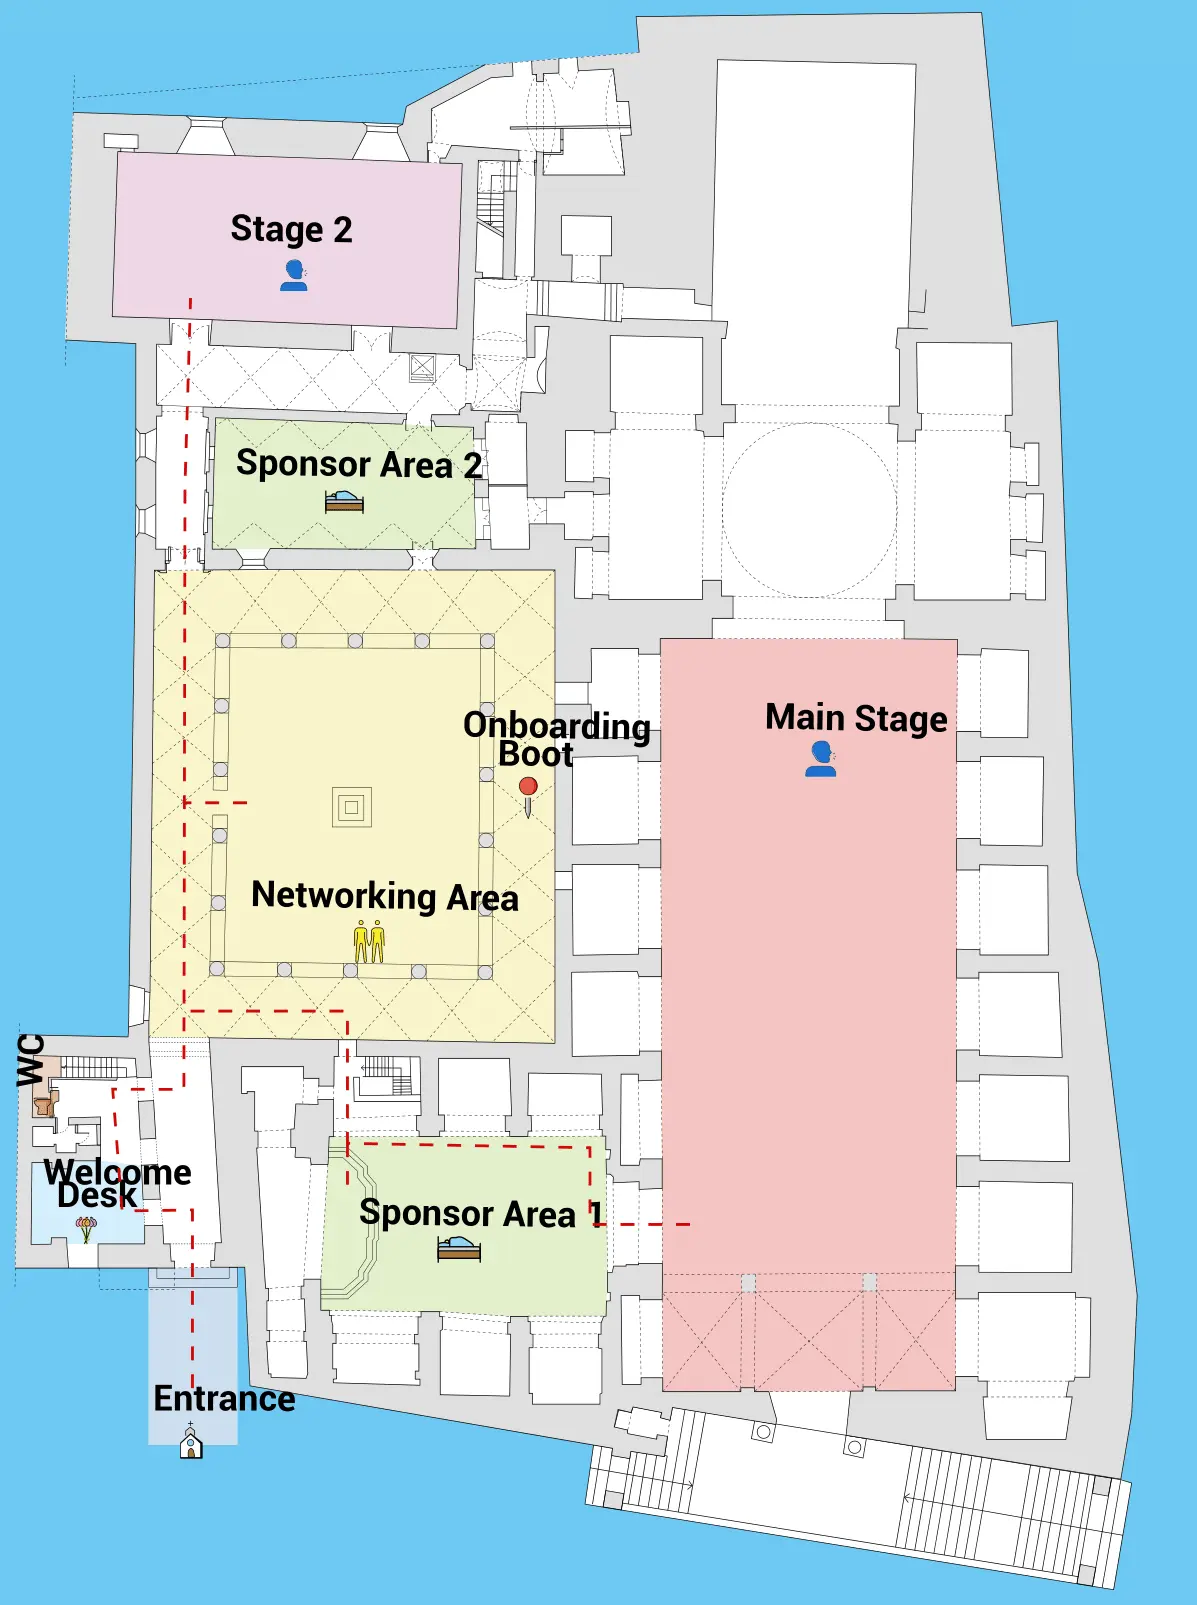 Stage 2
Sponsor Area 2
Onboarding
Boot
Main Stage
Networking Area
WC
Welcome
Desk
Sponsor Area 1
Entrance